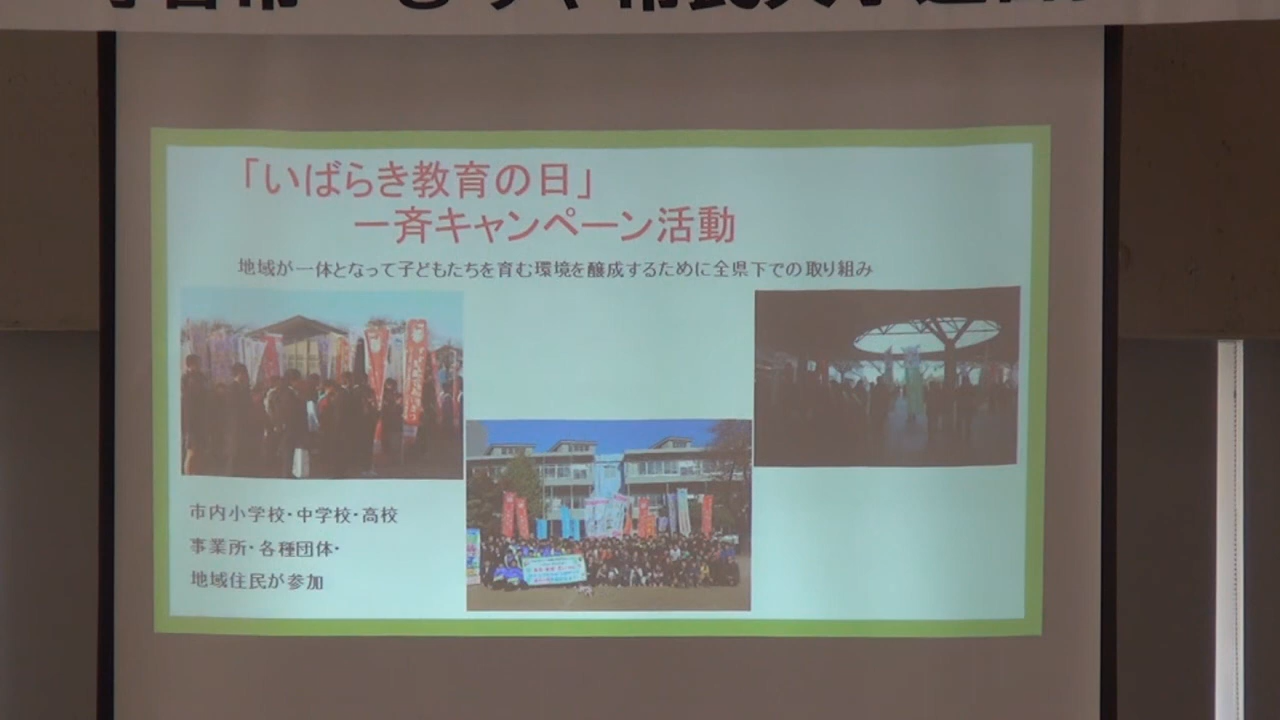 「いばらき教育の日」
一斉キャンペーン活動
地域が一体となって子どもたちを育む環境を醸成するために全県下での取り組み
市内小学校・中学校・高校
事業所・各種団体・
地域住民が参加